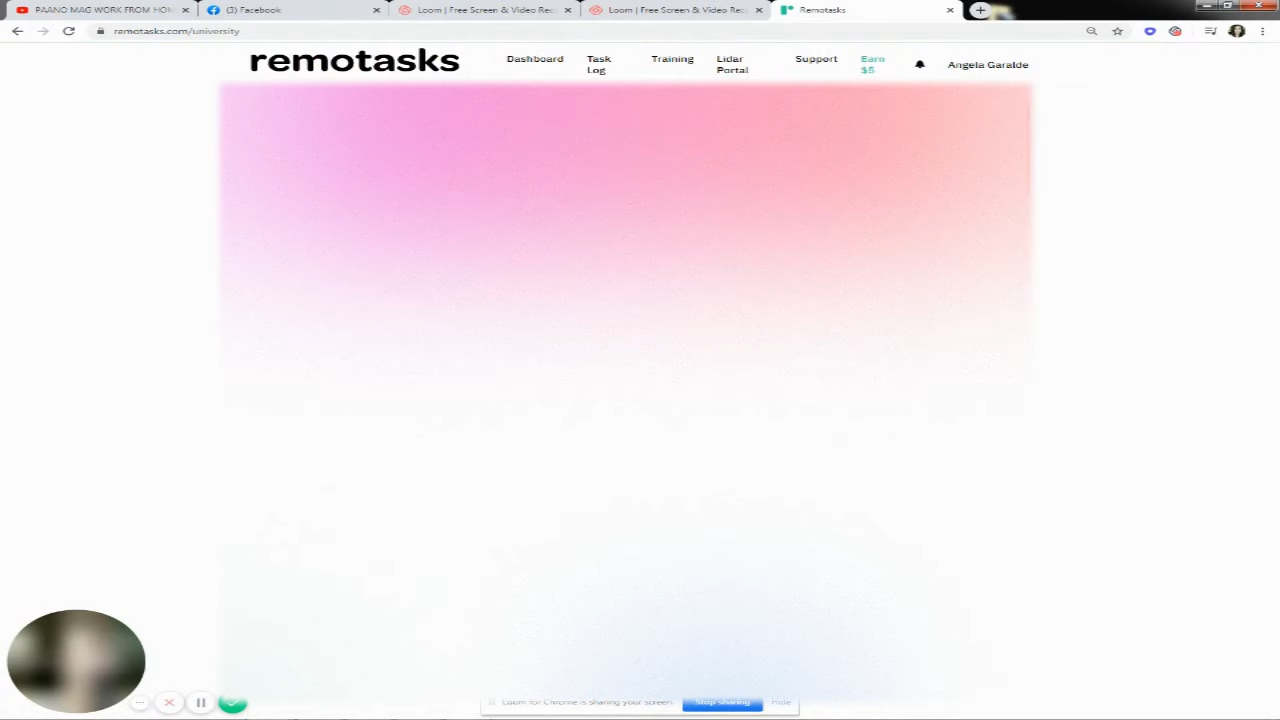 PAANO MAG WORK FROM HOM
(1) Facebook
Loom | Free Screen & Video Rec
Loom | Free Screen & Video Rec
Remotasks
remotasks.com/university
remotasks
Dashboard
Task
Log
Training
Lidar
Portal
Support
Earn
$5
Angela Garalde
Loom for Chrome is sharing your screen.
Stop sharing
Hide